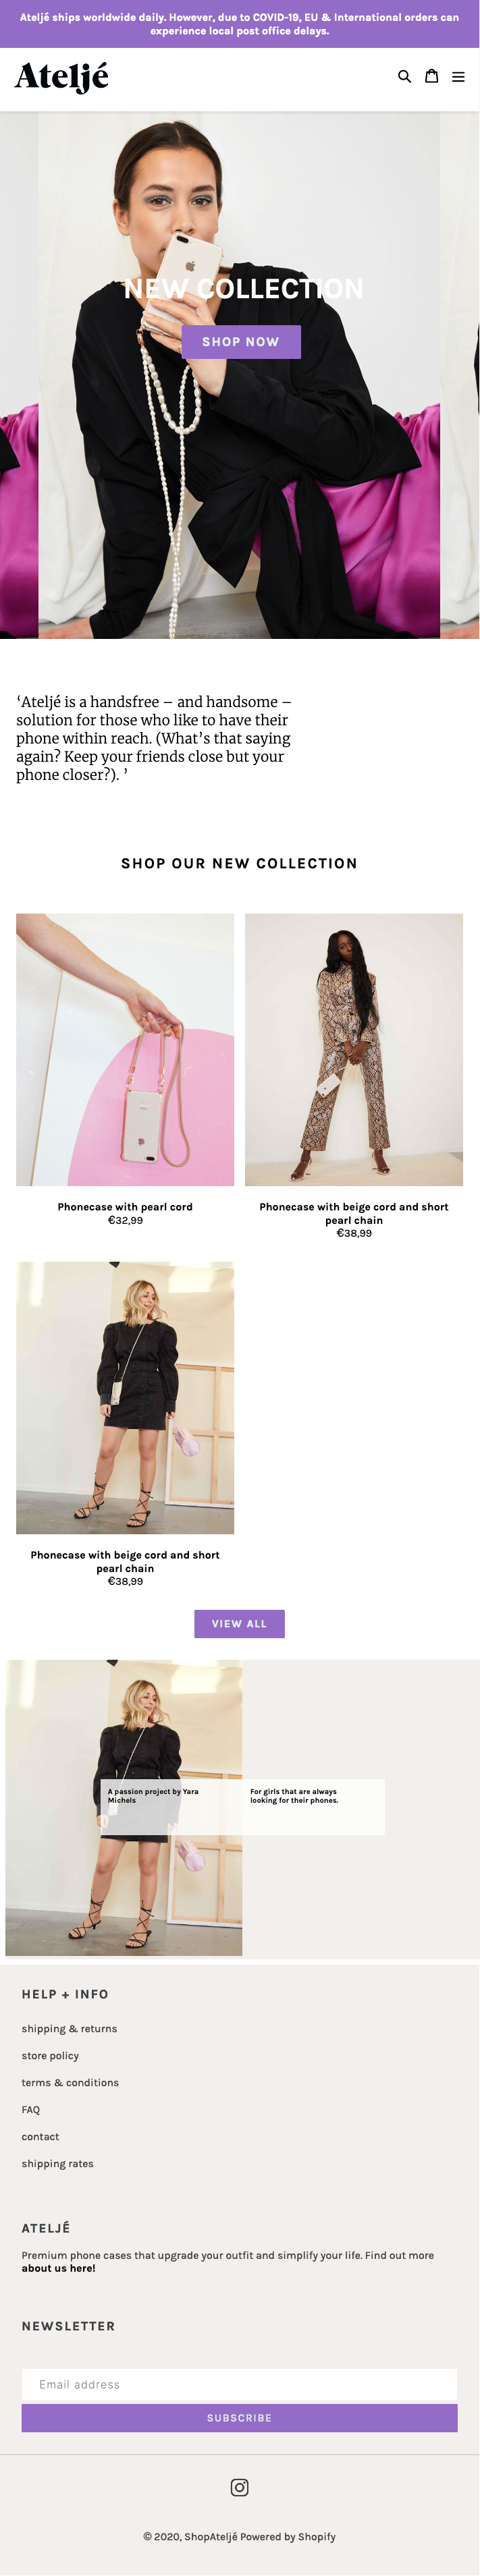 Ateljé ships worldwide daily. However, due to COVID-19, EU & International orders can
experience local post office delays.
Ateljé
NEW COLLECTION
SHOP NOW
‘Ateljé is a handsfree – and handsome –
solution for those who like to have their
phone within reach. (What’s that saying
again? Keep your friends close but your
phone closer?). ’
SHOP OUR NEW COLLECTION
Phonecase with pearl cord
€32,99
Phonecase with beige cord and short
pearl chain
€38,99
Phonecase with beige cord and short
pearl chain
€38,99
VIEW ALL
A passion project by Yara
Michels
For girls that are always
looking for their phones.
HELP + INFO
shipping & returns
store policy
terms & conditions
FAQ
contact
shipping rates
ATELJÉ
Premium phone cases that upgrade your outfit and simplify your life. Find out more
about us here!
NEWSLETTER
Email address
SUBSCRIBE
© 2020, ShopAteljé Powered by Shopify